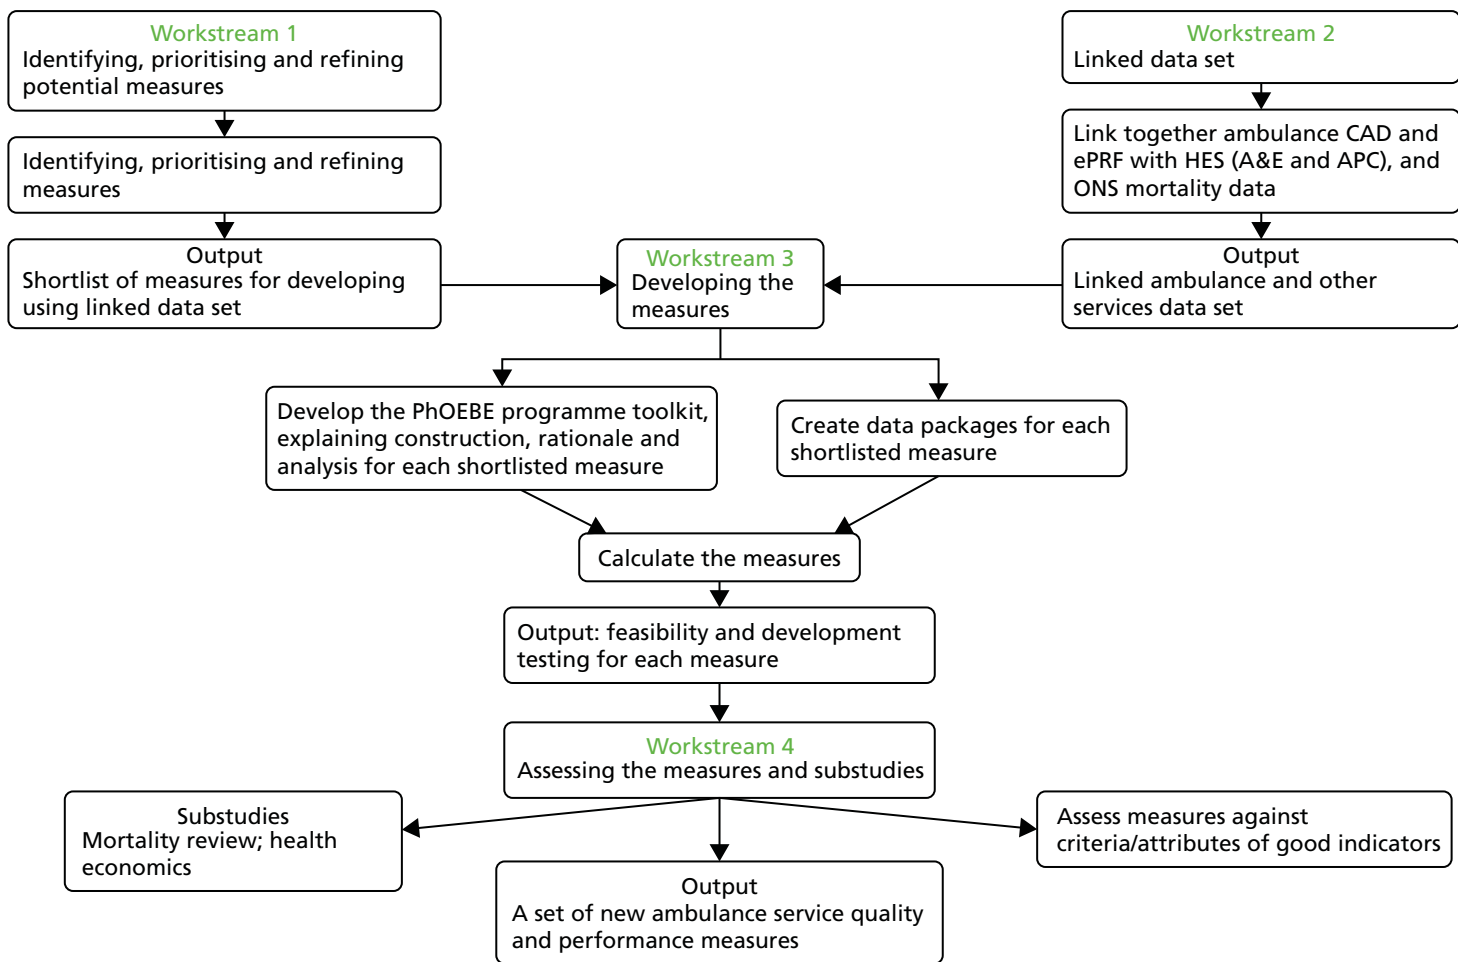 Workstream 1
Identifying, prioritising and refining
potential measures
Identifying, prioritising and refining
measures
Output
Shortlist of measures for developing
using linked data set
Workstream 2
Linked data set
Link together ambulance CAD and
ePRF with HES (A&E and APC), and
ONS mortality data
Output
Linked ambulance and other
services data set
Workstream 3
Developing the
measures
Develop the PhOEBE programme toolkit,
explaining construction, rationale and
analysis for each shortlisted measure
Create data packages for each
shortlisted measure
Calculate the measures
Output: feasibility and development
testing for each measure
Workstream 4
Assessing the measures and substudies
Substudies
Mortality review; health
economics
Output
A set of new ambulance service quality
and performance measures
Assess measures against
criteria/attributes of good indicators